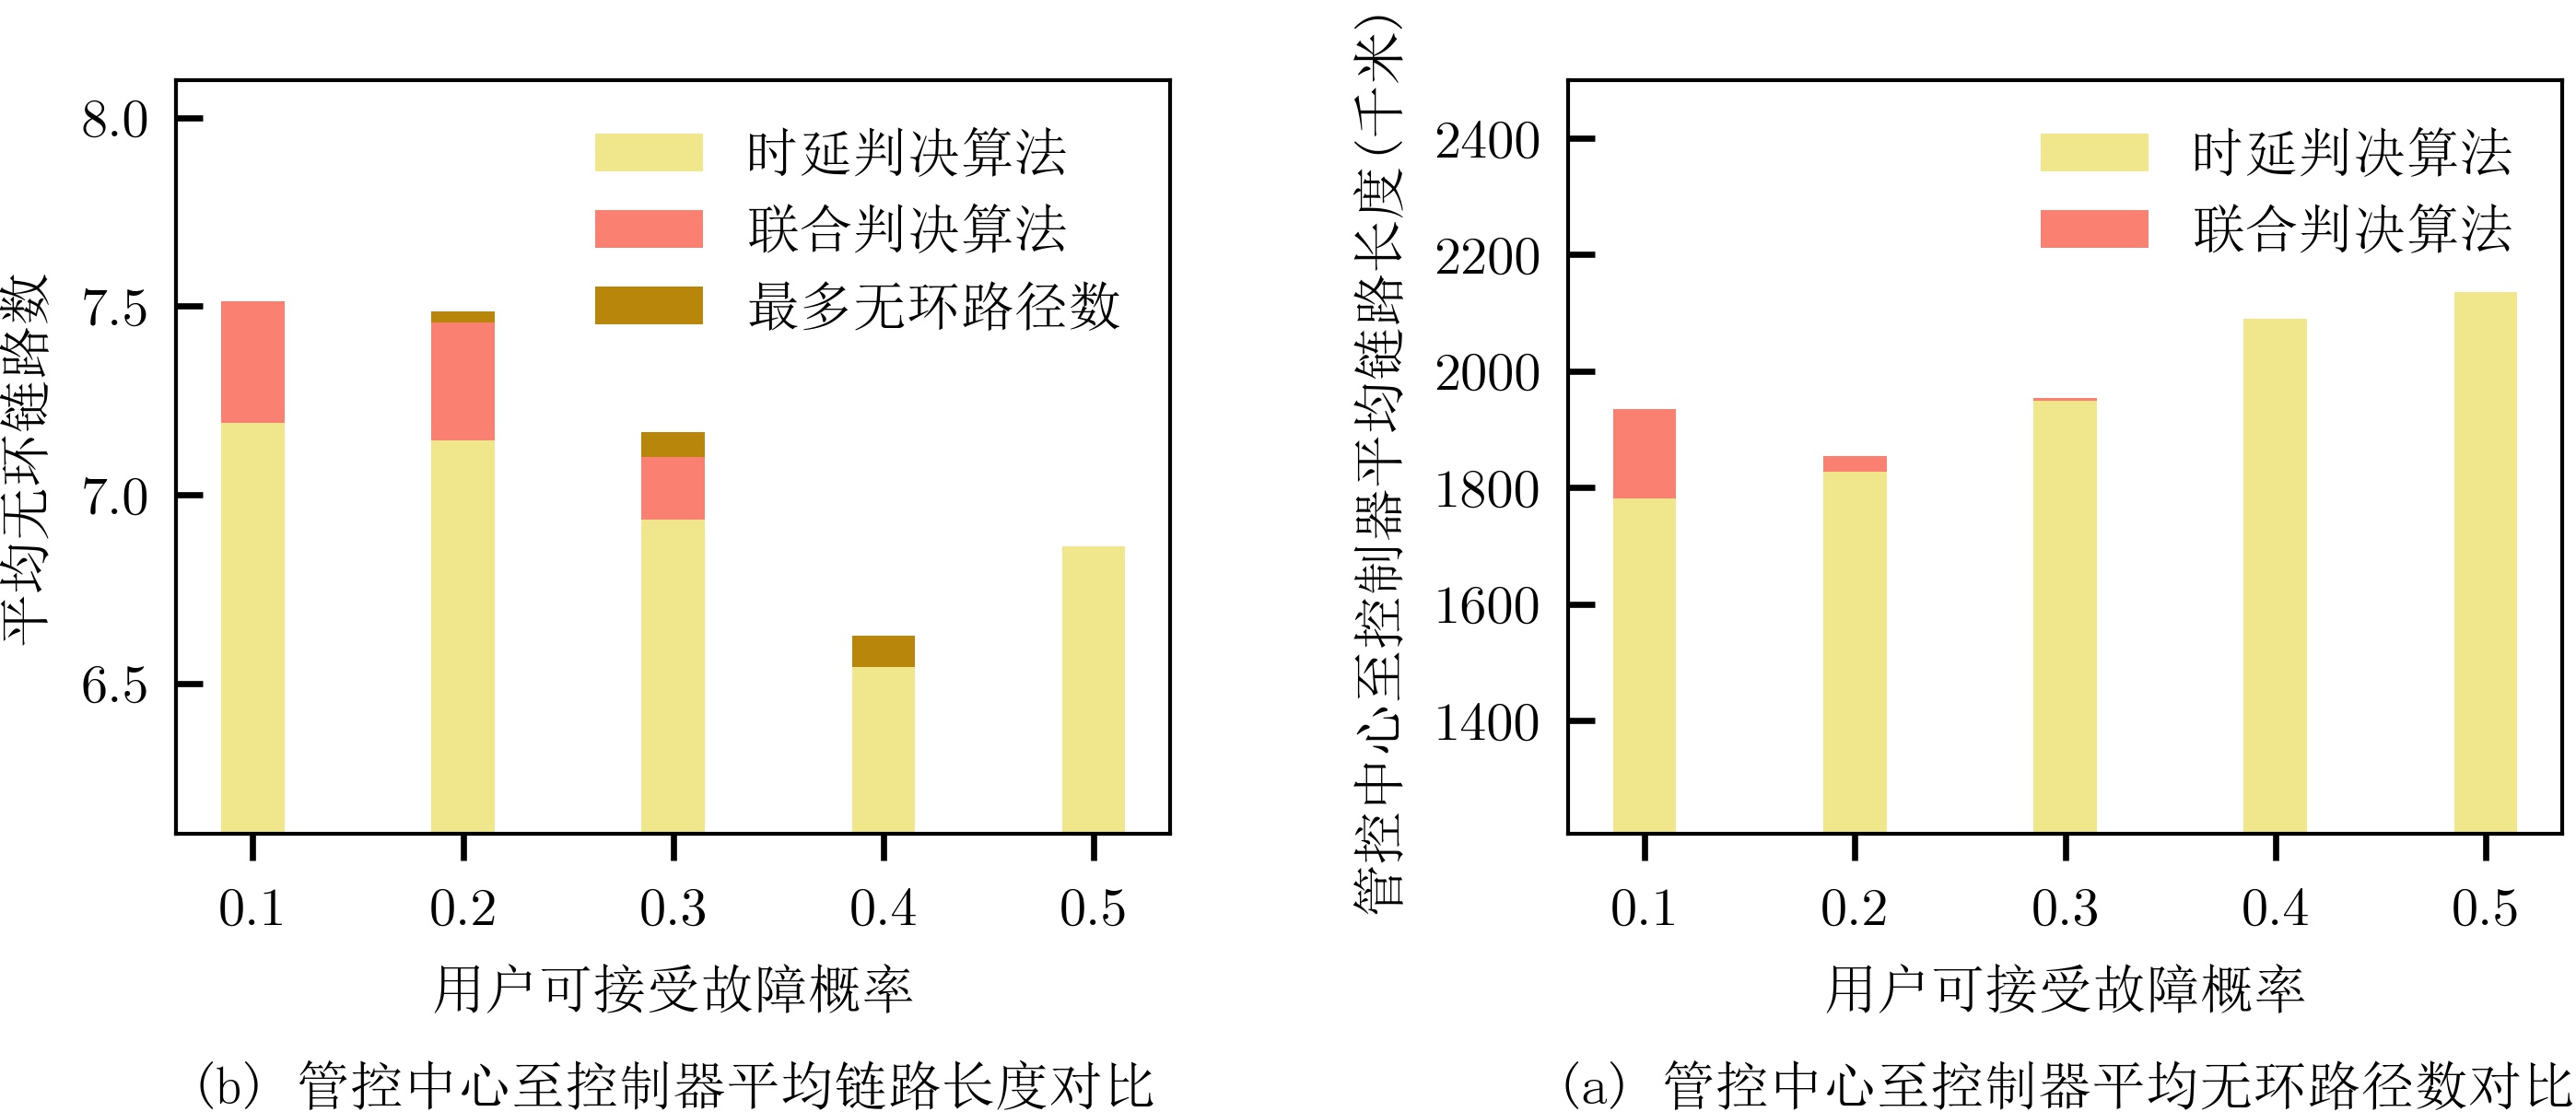 平均无环链路数
8.0
7.5
7.0
6.5
时延判决算法
联合判决算法
最多无环路径数
0.1 0.2 0.3 0.4 0.5
用户可接受故障概率
(b) 管控中心至控制器平均链路长度对比
管控中心至控制器平均链路长度(千米)
2400
2200
2000
1800
1600
1400
时延判决算法
联合判决算法
0.1 0.2 0.3 0.4 0.5
用户可接受故障概率
(a) 管控中心至控制器平均无环路径数对比